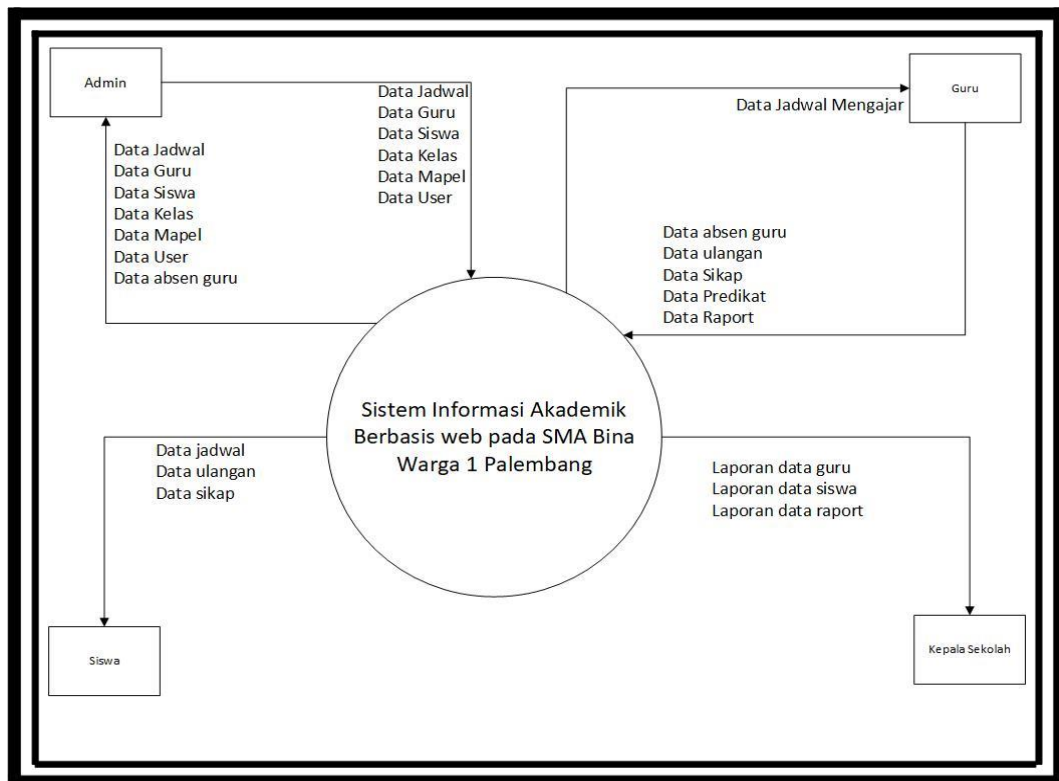 Admin
Data Jadwal
Data Guru
Data Siswa
Data Kelas
Data Mapel
Data User
Data Jadwal Mengajar
Guru
Data Jadwal
Data Guru
Data Siswa
Data Kelas
Data Mapel
Data User
Data absen guru
Data absen guru
Data ulangan
Data Sikap
Data Predikat
Data Raport
Sistem Informasi Akademik
Berbasis web pada SMA Bina
Warga 1 Palembang
Data jadwal
Data ulangan
Data sikap
Laporan data guru
Laporan data siswa
Laporan data raport
Siswa
Kepala Sekolah